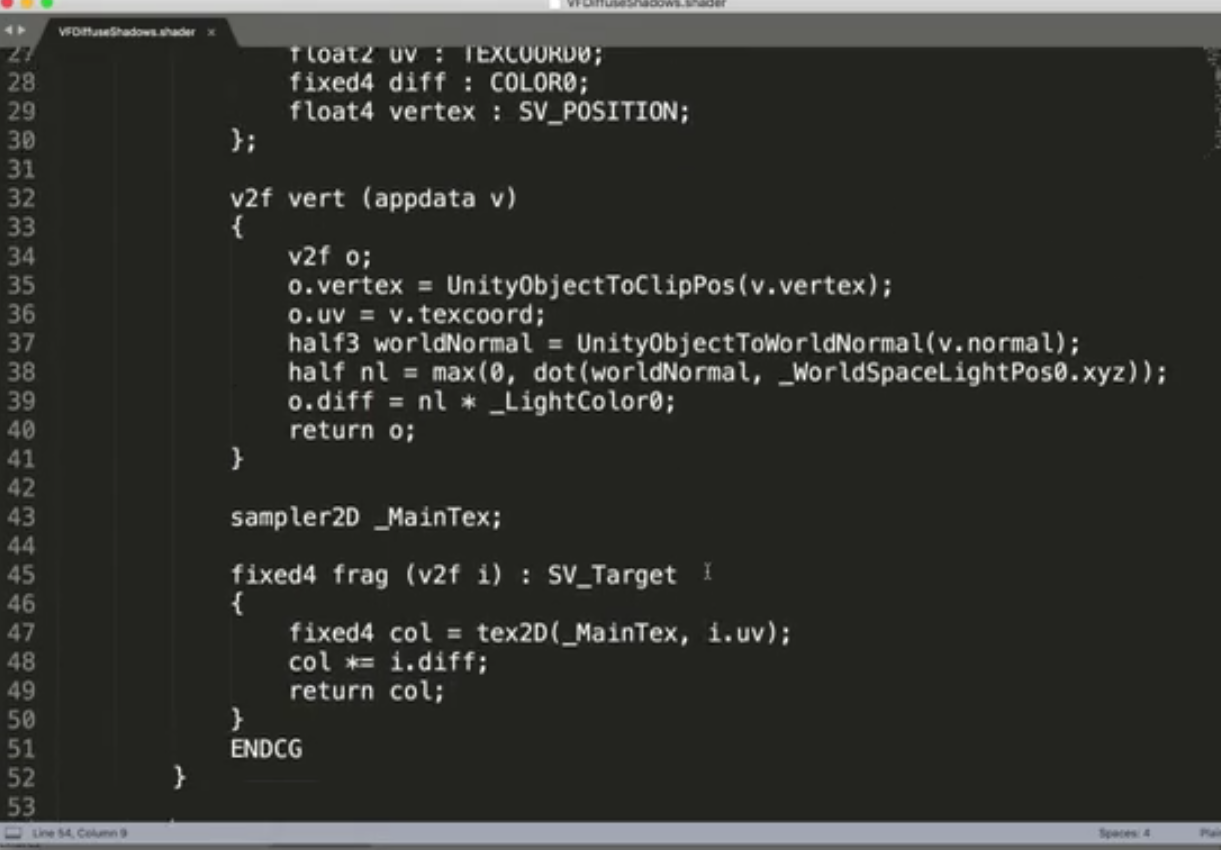 VFDiffuseShadows.shader
VFDiffuseShadows.shader ×
27 float2 uv : TEXCOORD0;
28 fixed4 diff : COLOR0;
29 float4 vertex : SV_POSITION;
30 };
31
32 v2f vert (appdata v)
33 {
34 v2f o;
35 o.vertex = UnityObjectToClipPos(v.vertex);
36 o.uv = v.texcoord;
37 half3 worldNormal = UnityObjectToWorldNormal(v.normal);
38 half nl = max(0, dot(worldNormal, _WorldSpaceLightPos0.xyz));
39 o.diff = nl * _LightColor0;
40 return o;
41 }
42
43 sampler2D _MainTex;
44
45 fixed4 frag (v2f i) : SV_Target
46 {
47 fixed4 col = tex2D(_MainTex, i.uv);
48 col *= i.diff;
49 return col;
50 }
51 ENDCG
52 }
53
Line 54, Column 9 Spaces: 4 Plai